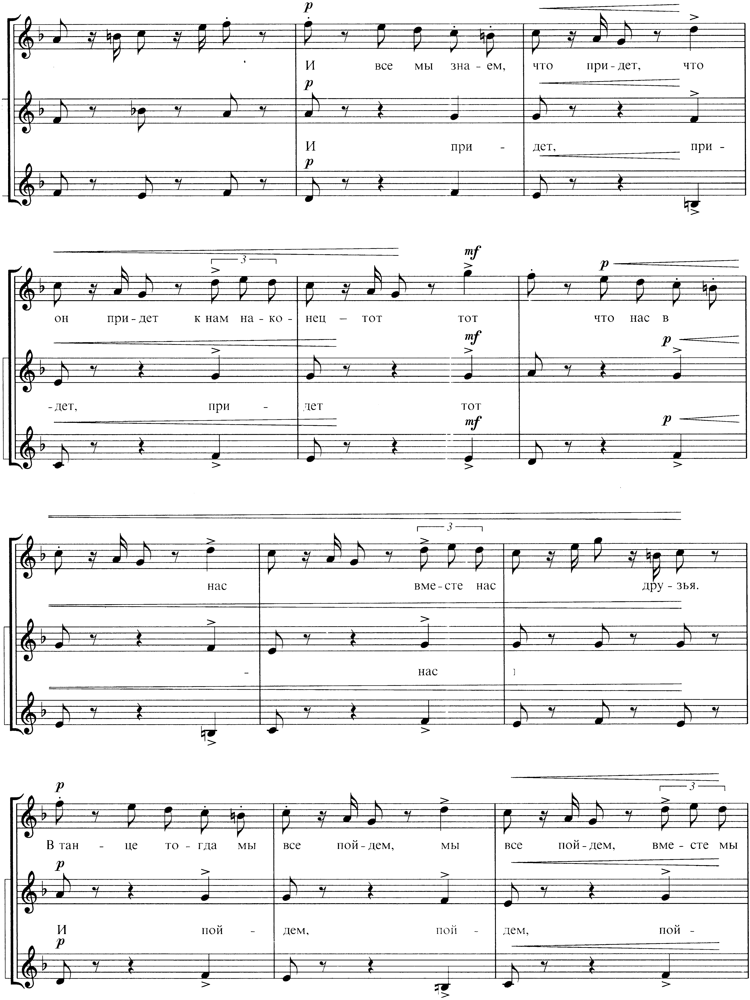 p
И все мы зна - ем, что при - дет, что
p
И при - дет, при -
p
mf
3
он при - дет к нам на - ко - нец – тот тот что нас в
p
mf
p
- дет, при - дет тот
mf
p
3
нас вме - сте нас дру - зья.
- нас
p
3
В тан - це то - гда мы все пой - дем, мы все пой - дем, вме - сте мы
p
И пой - дем, пой - дем, пой -
p